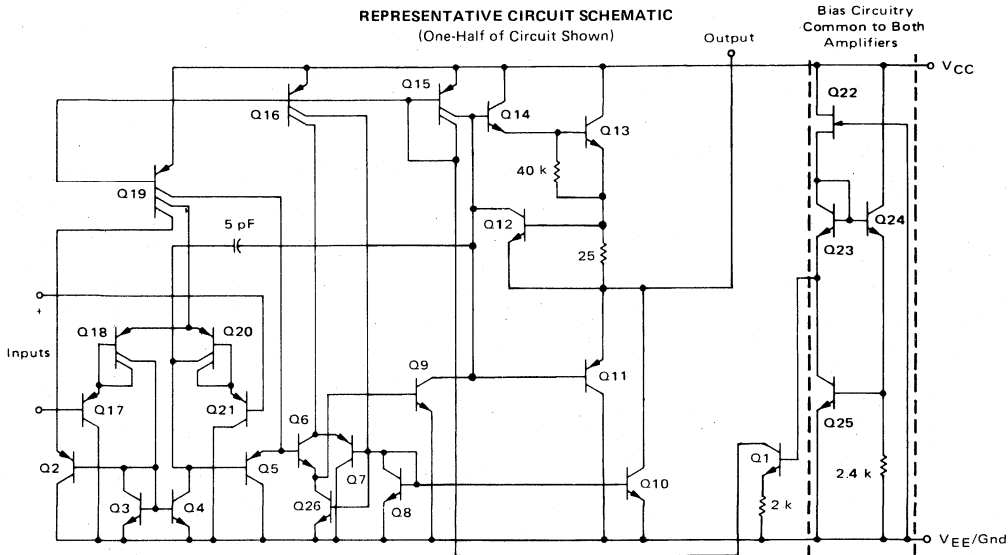 REPRESENTATIVE CIRCUIT SCHEMATIC
(One-Half of Circuit Shown)
Bias Circuitry
Common to Both
Amplifiers
Output
VCC
Q15
Q22
Q16
Q14
Q13
40 k
Q19
Q12
Q24
5 pF
Q23
25
+
Q18
Q20
Inputs
Q9
Q11
Q17
Q21
Q6
Q25
Q2
Q5
Q7
Q1
Q10
2.4 k
Q3
Q4
Q26
Q8
2 k
VEE/Gnd